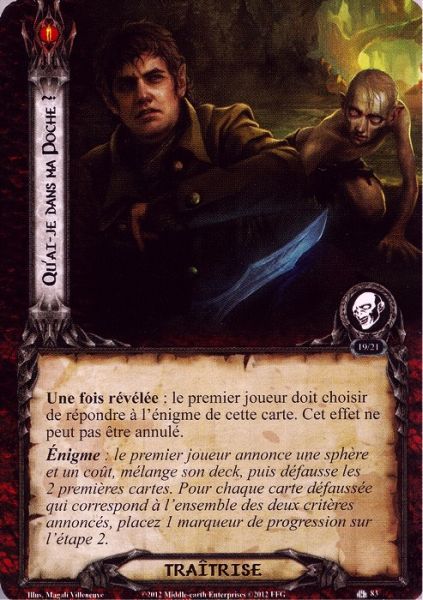 Qu'ai-je dans ma Poche ?
19/21
Une fois révélée : le premier joueur doit choisir
de répondre à l'énigme de cette carte. Cet effet ne
peut pas être annulé.
Énigme : le premier joueur annonce une sphère
et un coût, mélange son deck, puis défausse les
2 premières cartes. Pour chaque carte défaussée
qui correspond à l'ensemble des deux critères
annoncés, placez 1 marqueur de progression sur
l'étape 2.
TRAÎTRISE
Illus. Magali Villeneuve ©2012 Middle-earth Enterprises ©2012 FFG 83